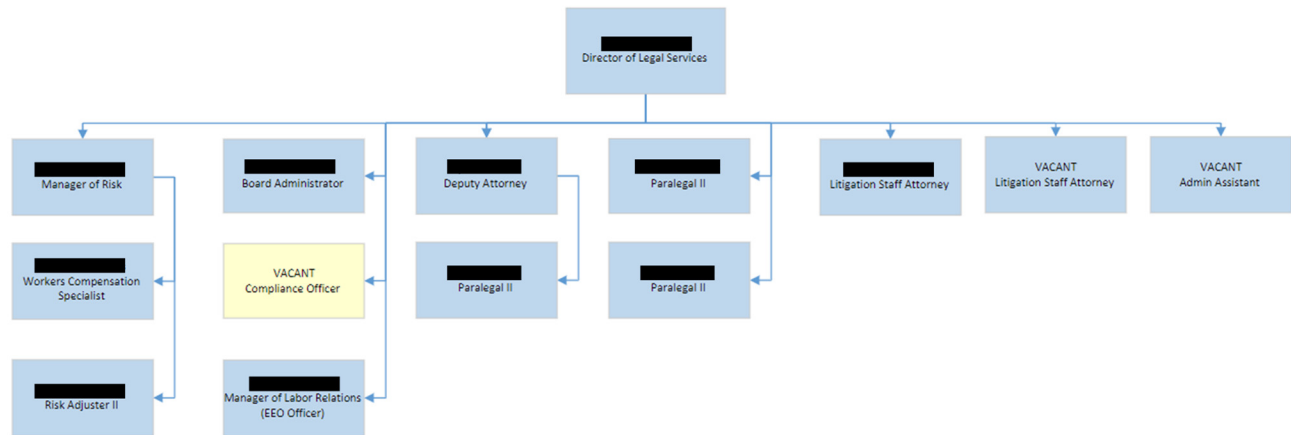 Director of Legal Services
Manager of Risk
Board Administrator
Deputy Attorney
Paralegal II
Litigation Staff Attorney
VACANT
Litigation Staff Attorney
VACANT
Admin Assistant
Workers Compensation
Specialist
VACANT
Compliance Officer
Paralegal II
Paralegal II
Risk Adjuster II
Manager of Labor Relations
(EEO Officer)